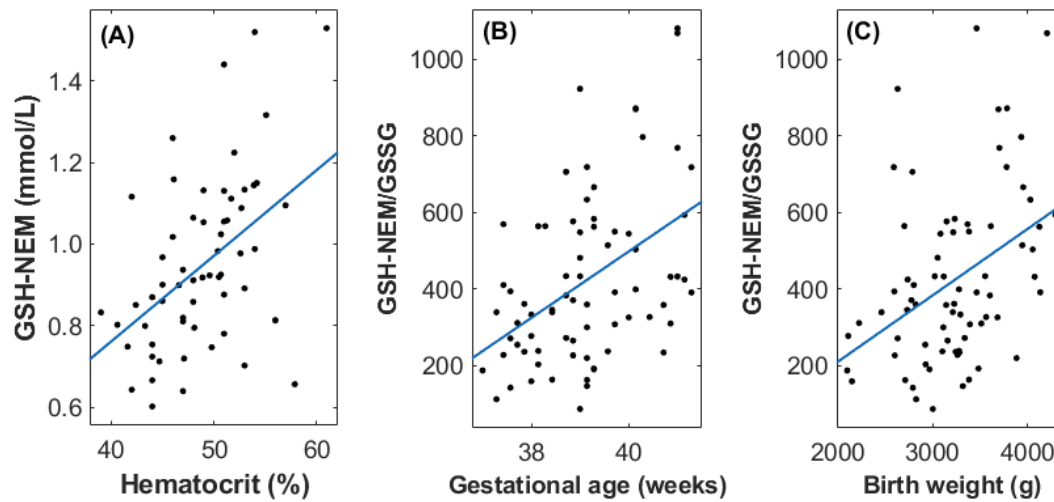 (A)
GSH-NEM (mmol/L)
1.4
1.2
1.0
0.8
0.6
40 50 60
Hematocrit (%)
(B)
GSH-NEM/GSSG
1000
800
600
400
200
38 40
Gestational age (weeks)
(C)
GSH-NEM/GSSG
1000
800
600
400
200
2000 3000 4000
Birth weight (g)